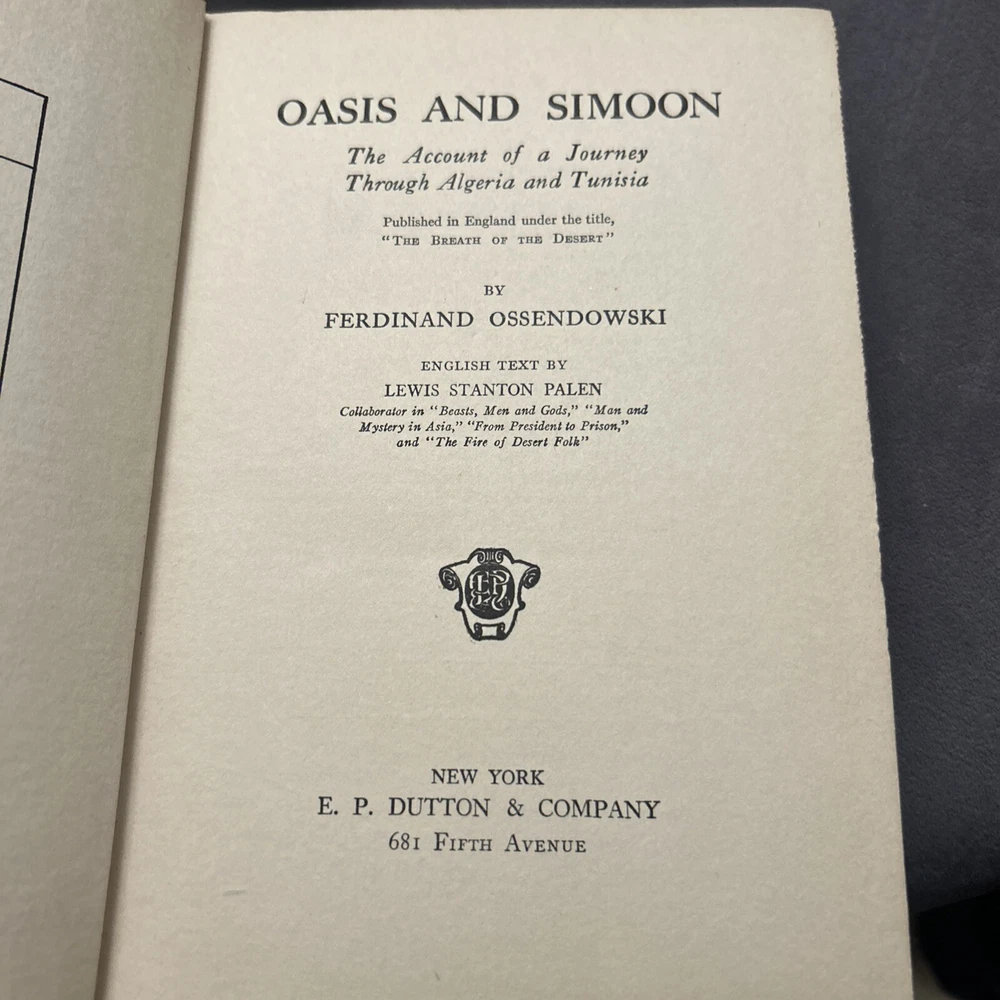 OASIS AND SIMOON
The Account of a Journey
Through Algeria and Tunisia
Published in England under the title,
“THE BREATH OF THE DESERT”
BY
FERDINAND OSSENDOWSKI
ENGLISH TEXT BY
LEWIS STANTON PALEN
Collaborator in “Beasts, Men and Gods,” “Man and
Mystery in Asia,” “From President to Prison,”
and “The Fire of Desert Folk”
NEW YORK
E. P. DUTTON & COMPANY
681 FIFTH AVENUE